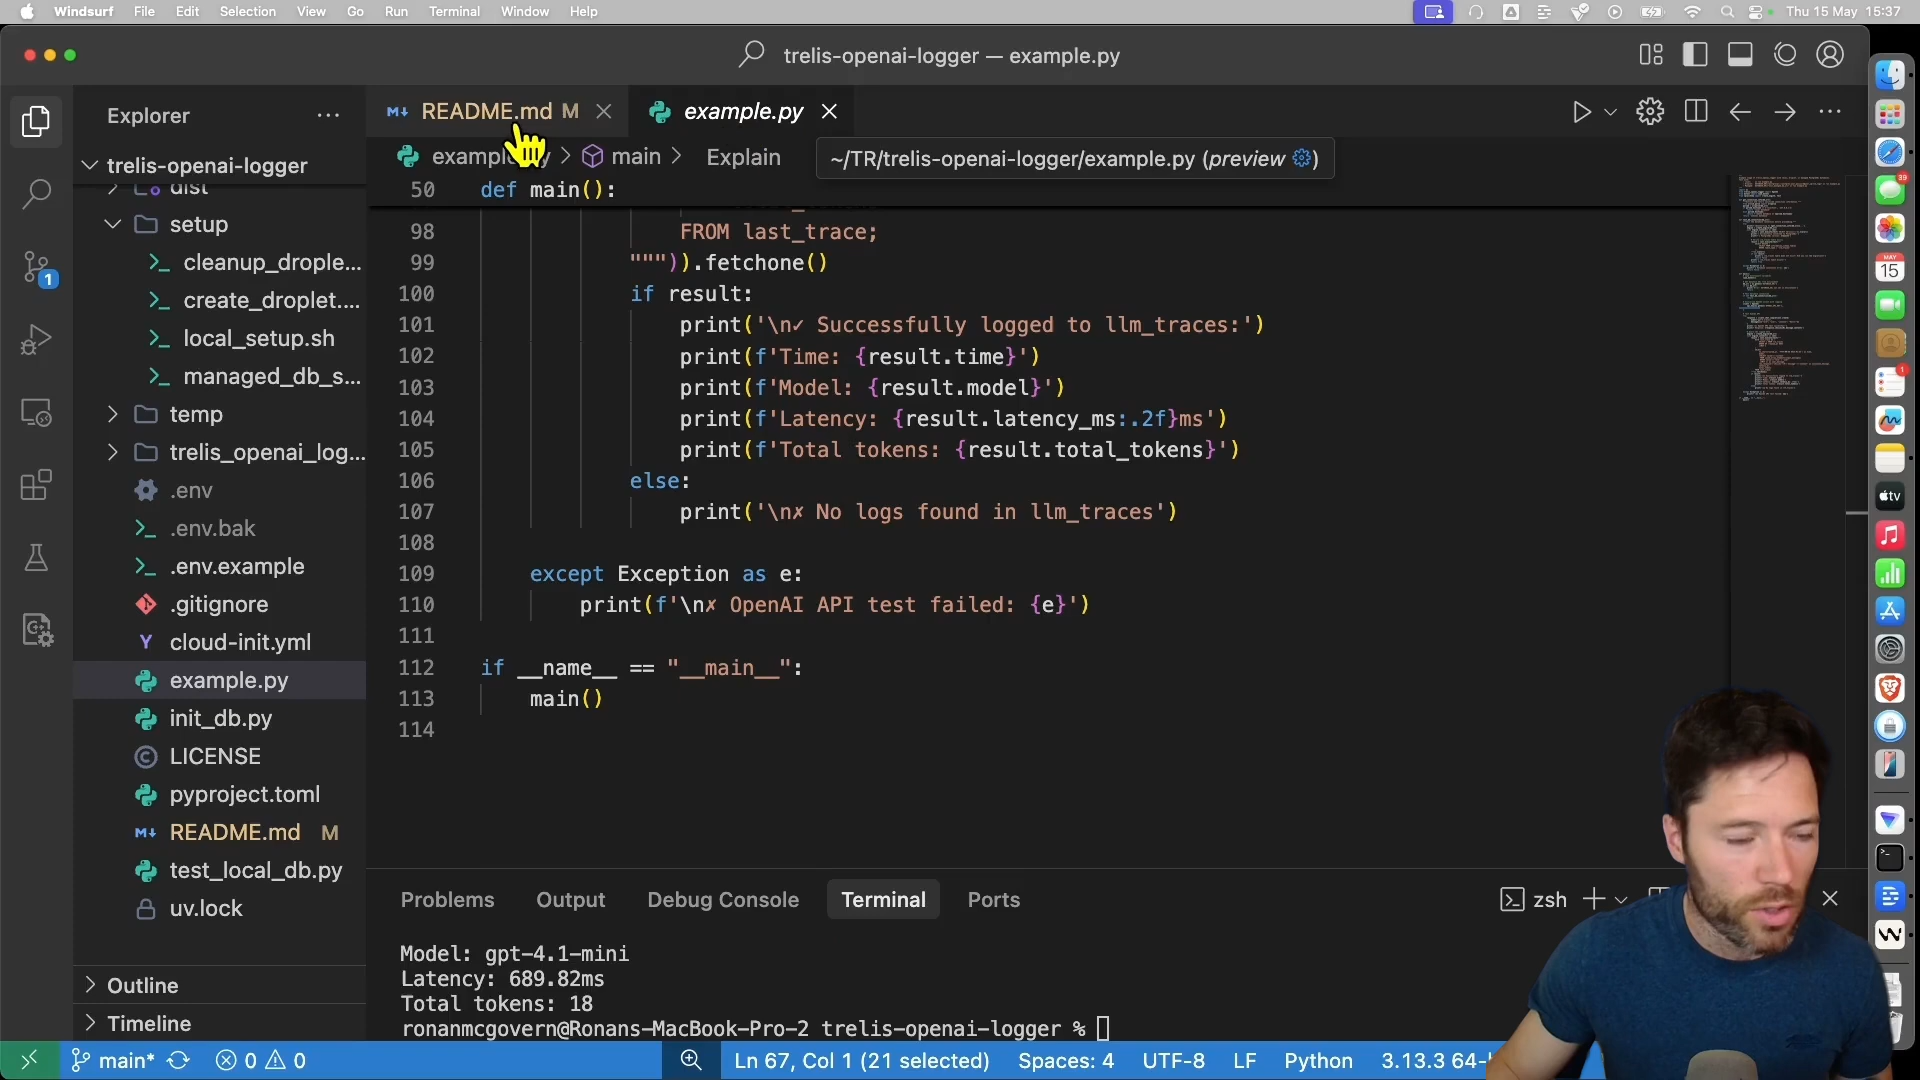 Windsurf File Edit Selection View Go Run Terminal Window Help Thu 15 May 15:37
trelis-openai-logger — example.py
Explorer
trelis-openai-logger
dist
setup
cleanup_drople...
create_droplet....
local_setup.sh
managed_db_s...
temp
trelis_openai_log...
.env
.env.bak
.env.example
.gitignore
cloud-init.yml
example.py
init_db.py
LICENSE
pyproject.toml
README.md M
test_local_db.py
uv.lock
Outline
Timeline
1
README.md M
example.py
main
Explain
~/TR/trelis-openai-logger/example.py (preview)
50 def main():
98 FROM last_trace;
99 """)).fetchone()
100 if result:
101 print('\n✓ Successfully logged to llm_traces:')
102 print(f'Time: {result.time}')
103 print(f'Model: {result.model}')
104 print(f'Latency: {result.latency_ms:.2f}ms')
105 print(f'Total tokens: {result.total_tokens}')
106 else:
107 print('\n✗ No logs found in llm_traces')
108
109 except Exception as e:
110 print(f'\n✗ OpenAI API test failed: {e}')
111
112 if __name__ == "__main__":
113 main()
114
Problems Output Debug Console Terminal Ports
zsh
Model: gpt-4.1-mini
Latency: 689.82ms
Total tokens: 18
ronanmcgovern@Ronans-MacBook-Pro-2 trelis-openai-logger %
main* 0 0 Ln 67, Col 1 (21 selected) Spaces: 4 UTF-8 LF Python 3.13.3 64-
39
MAY
15
1
tv